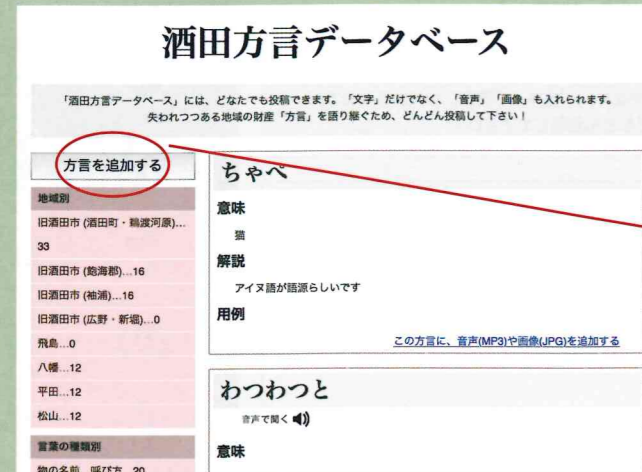 酒田方言データベース
「酒田方言データベース」には、どなたでも投稿できます。「文字」だけでなく、「音声」「画像」も入れられます。
失われつつある地域の財産「方言」を語り継ぐため、どんどん投稿して下さい！
方言を追加する
地域別
旧酒田市 (酒田町・鵜渡河原)...
33
旧酒田市 (飽海郡)...16
旧酒田市 (袖浦)...16
旧酒田市 (広野・新堀)...0
飛島...0
八幡...12
平田...12
松山...12
言葉の種類別
物の名前、呼び方...20
ちゃぺ
意味
猫
解説
アイヌ語が語源らしいです
用例
この方言に、音声(MP3)や画像(JPG)を追加する
わつわつと
音声で聞く
意味